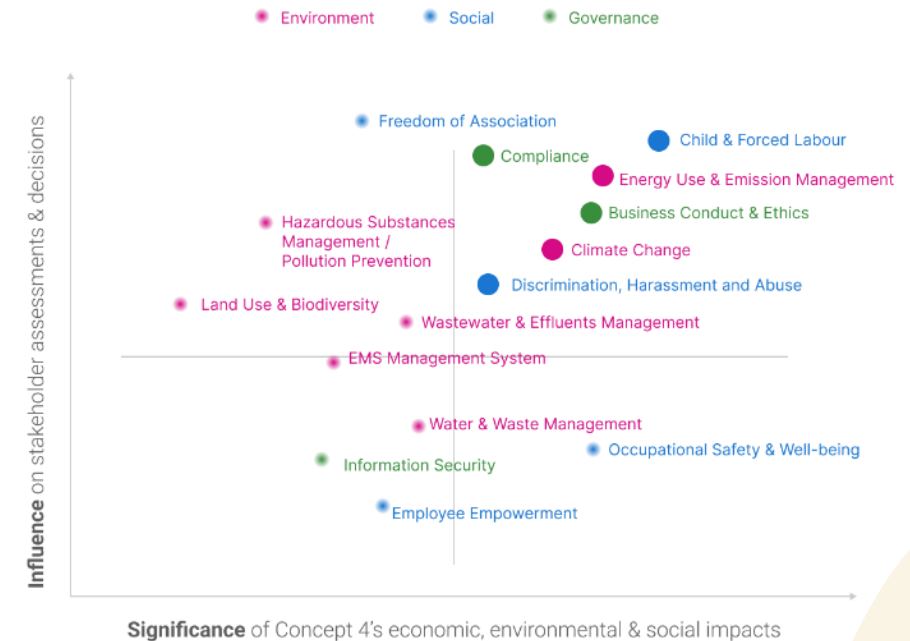 Environment
Social
Governance
Influence on stakeholder assessments & decisions
Freedom of Association
Child & Forced Labour
Compliance
Energy Use & Emission Management
Business Conduct & Ethics
Hazardous Substances
Management /
Pollution Prevention
Climate Change
Discrimination, Harassment and Abuse
Land Use & Biodiversity
Wastewater & Effluents Management
EMS Management System
Water & Waste Management
Occupational Safety & Well-being
Information Security
Employee Empowerment
Significance of Concept 4's economic, environmental & social impacts